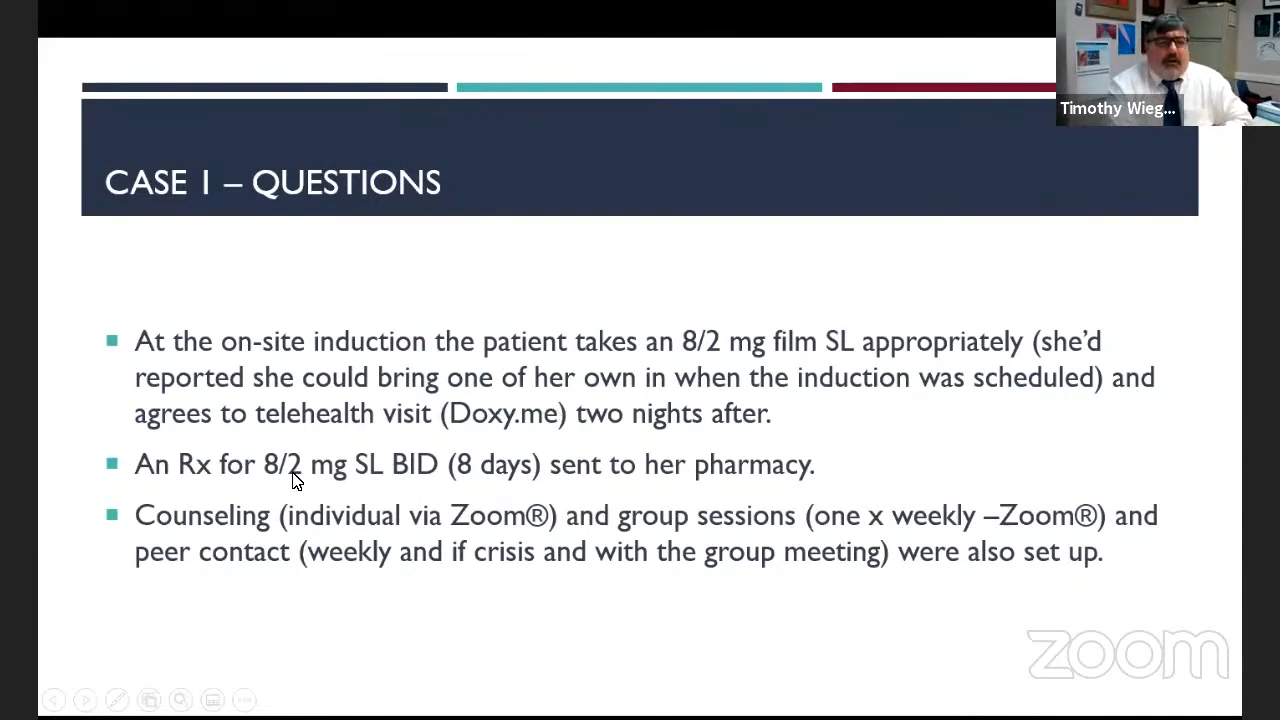 Timothy Wieg...
CASE 1 – QUESTIONS
At the on-site induction the patient takes an 8/2 mg film SL appropriately (she’d
reported she could bring one of her own in when the induction was scheduled) and
agrees to telehealth visit (Doxy.me) two nights after.
An Rx for 8/2 mg SL BID (8 days) sent to her pharmacy.
Counseling (individual via Zoom®) and group sessions (one x weekly –Zoom®) and
peer contact (weekly and if crisis and with the group meeting) were also set up.
zoom